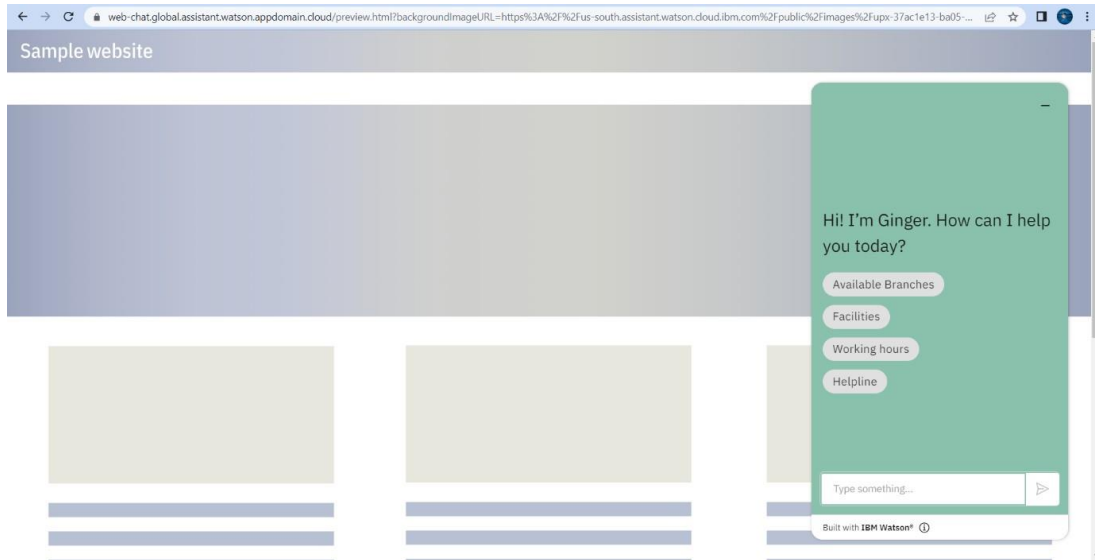 web-chat.global.assistant.watson.appdomain.cloud/preview.html?backgroundImageURL=https%3A%2F%2Fus-south.assistant.watson.cloud.ibm.com%2Fpublic%2Fimages%2Fupx-37ac1e13-ba05-...
Sample website
Hi! I'm Ginger. How can I help
you today?
Available Branches
Facilities
Working hours
Helpline
Type something...
Built with IBM Watson®